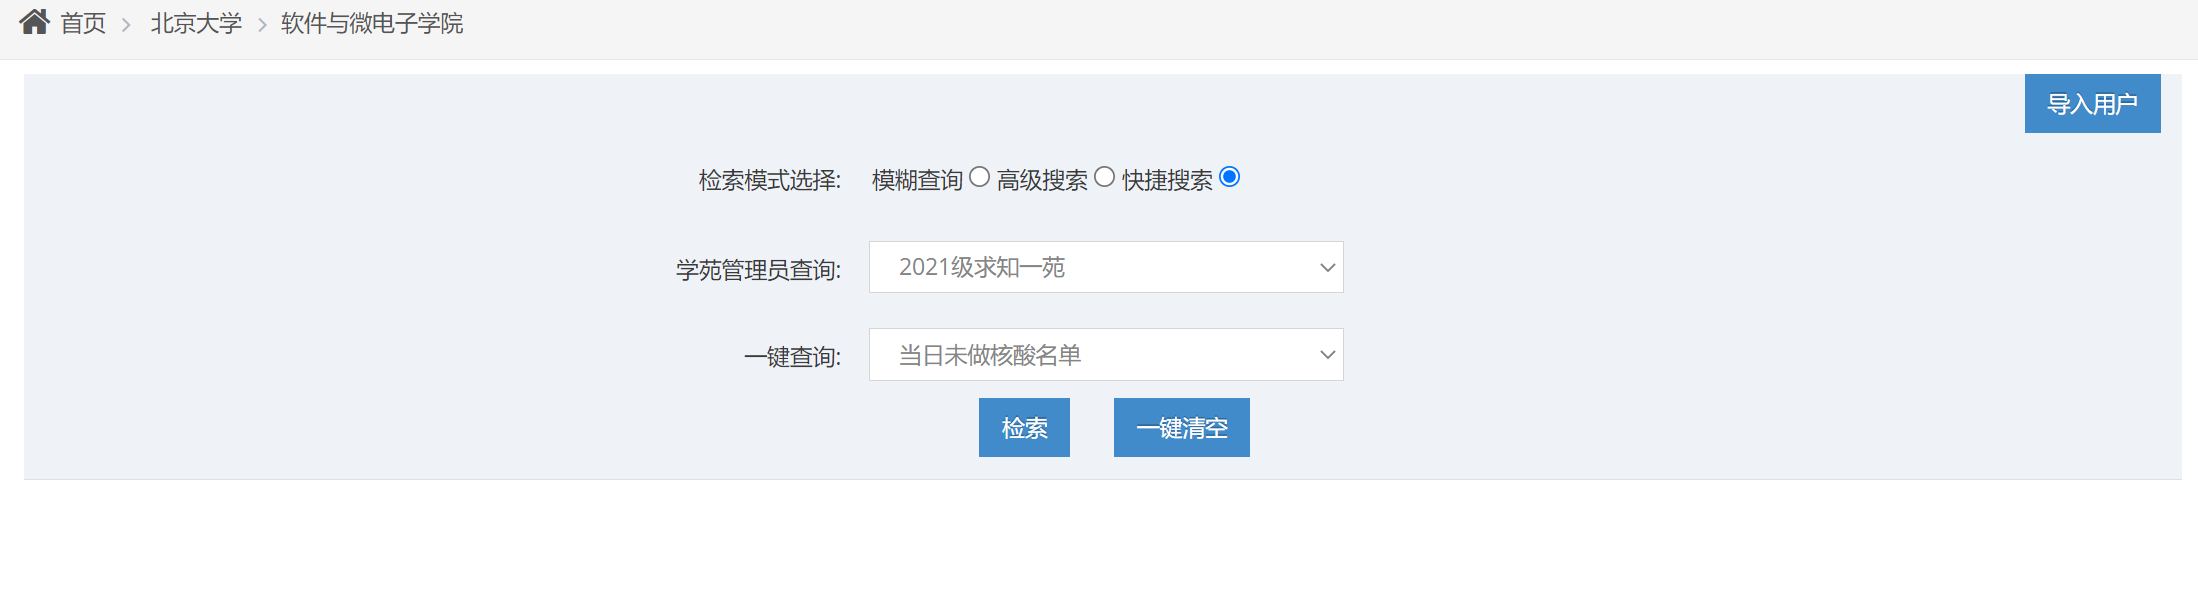 首页 > 北京大学 > 软件与微电子学院
导入用户
检索模式选择: 模糊查询 高级搜索 快捷搜索
学苑管理员查询: 2021级求知一苑
一键查询: 当日未做核酸名单
检索 一键清空